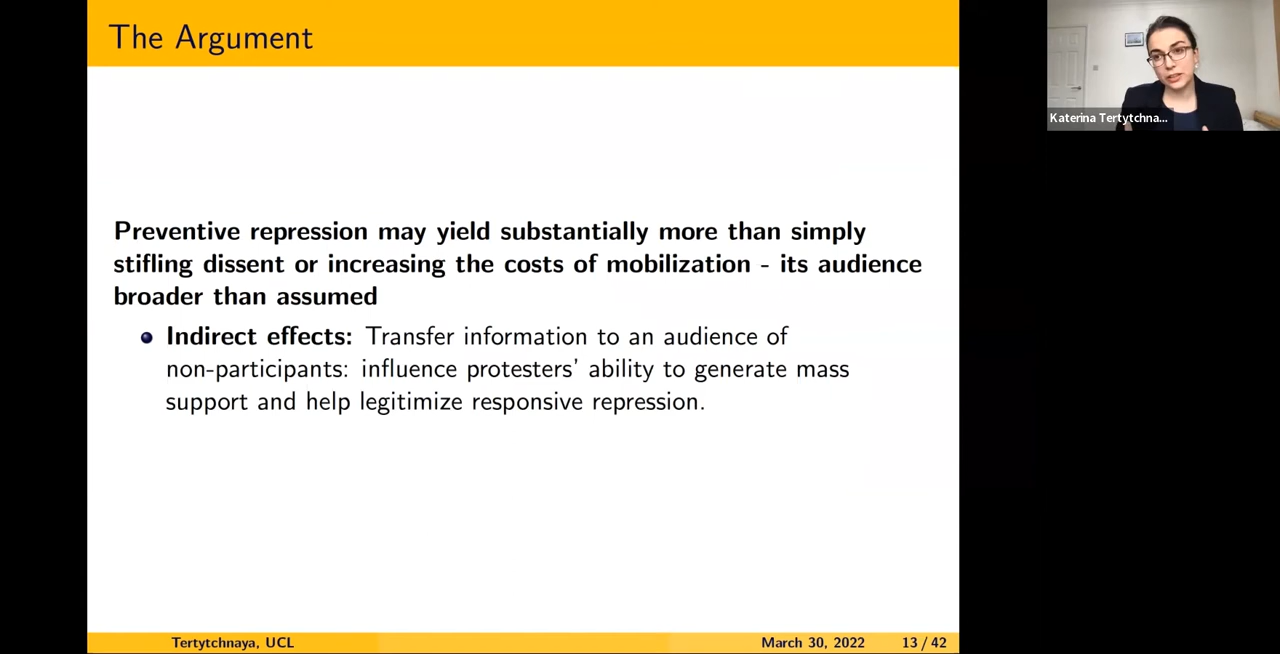 The Argument
Katerina Tertytchna...
Preventive repression may yield substantially more than simply
stifling dissent or increasing the costs of mobilization - its audience
broader than assumed
Indirect effects: Transfer information to an audience of
non-participants: influence protesters' ability to generate mass
support and help legitimize responsive repression.
Tertytchnaya, UCL
March 30, 2022
13 / 42